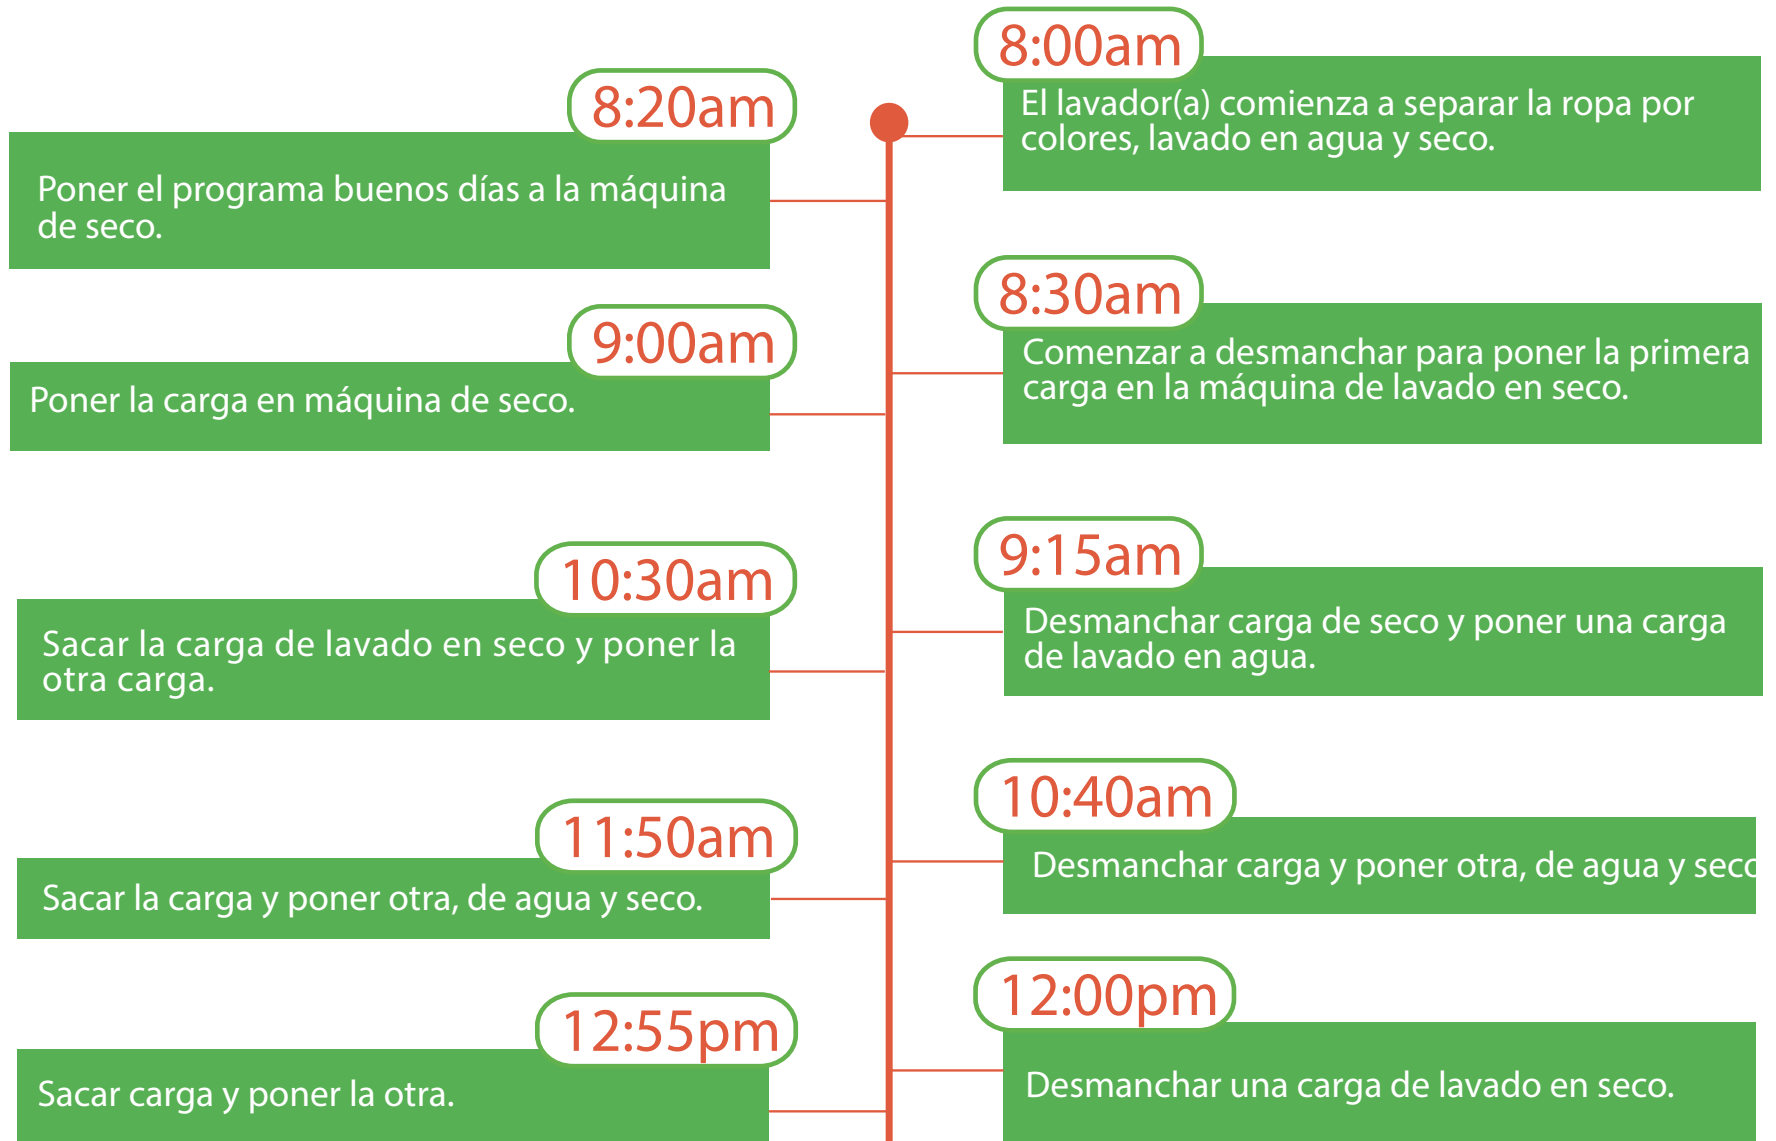 8:00am
El lavador(a) comienza a separar la ropa por
colores, lavado en agua y seco.
8:20am
Poner el programa buenos días a la máquina
de seco.
8:30am
Comenzar a desmanchar para poner la primera
carga en la máquina de lavado en seco.
9:00am
Poner la carga en máquina de seco.
9:15am
Desmanchar carga de seco y poner una carga
de lavado en agua.
10:30am
Sacar la carga de lavado en seco y poner la
otra carga.
10:40am
Desmanchar carga y poner otra, de agua y seco
11:50am
Sacar la carga y poner otra, de agua y seco.
12:00pm
Desmanchar una carga de lavado en seco.
12:55pm
Sacar carga y poner la otra.